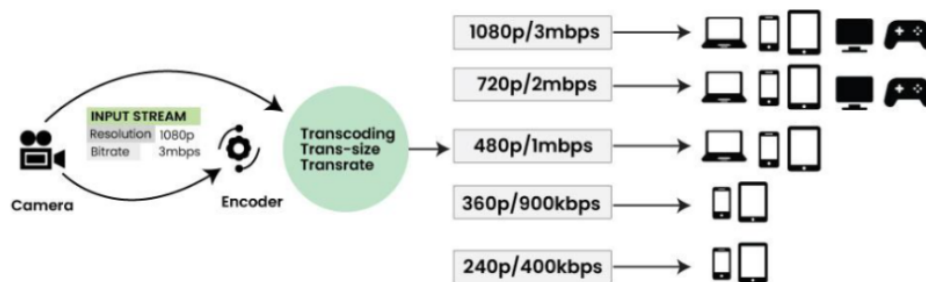 INPUT STREAM
Resolution 1080p
Bitrate 3mbps
Camera
Encoder
Transcoding
Trans-size
Transrate
1080p/3mbps
720p/2mbps
480p/1mbps
360p/900kbps
240p/400kbps